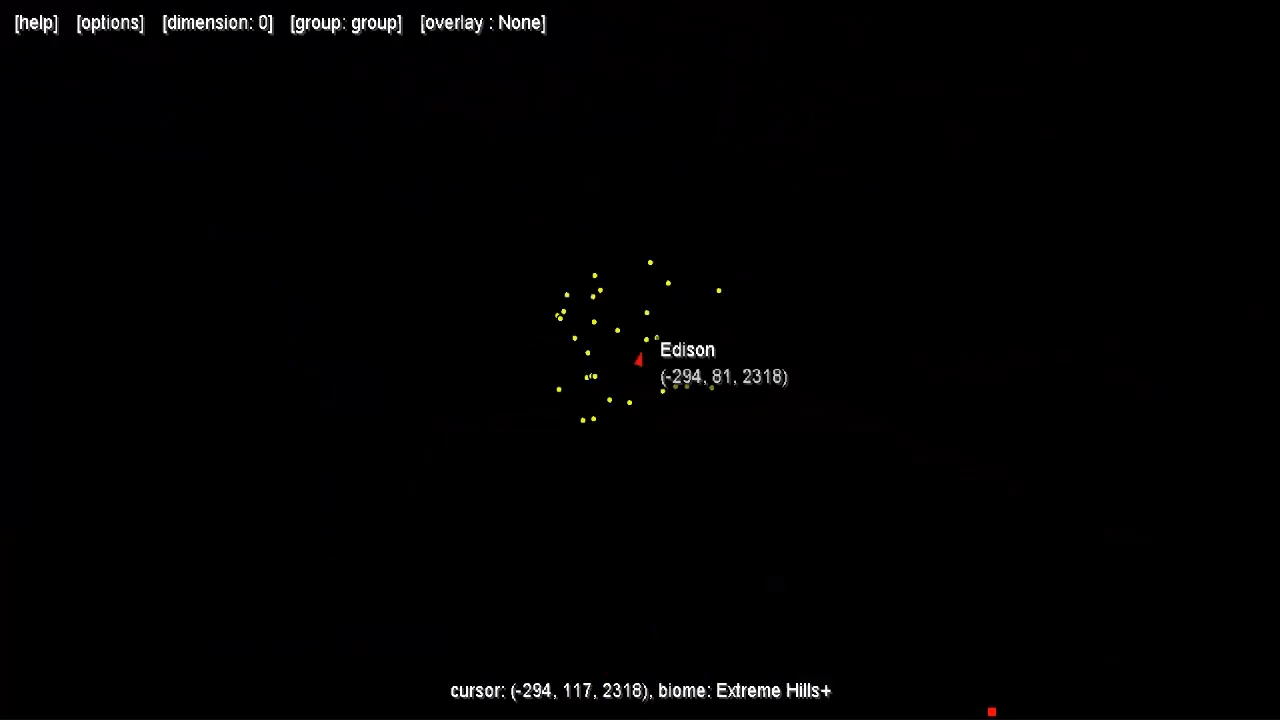 [help] [options] [dimension: 0] [group: group] [overlay : None]
Edison
(-294, 81, 2318)
cursor: (-294, 117, 2318), biome: Extreme Hills+